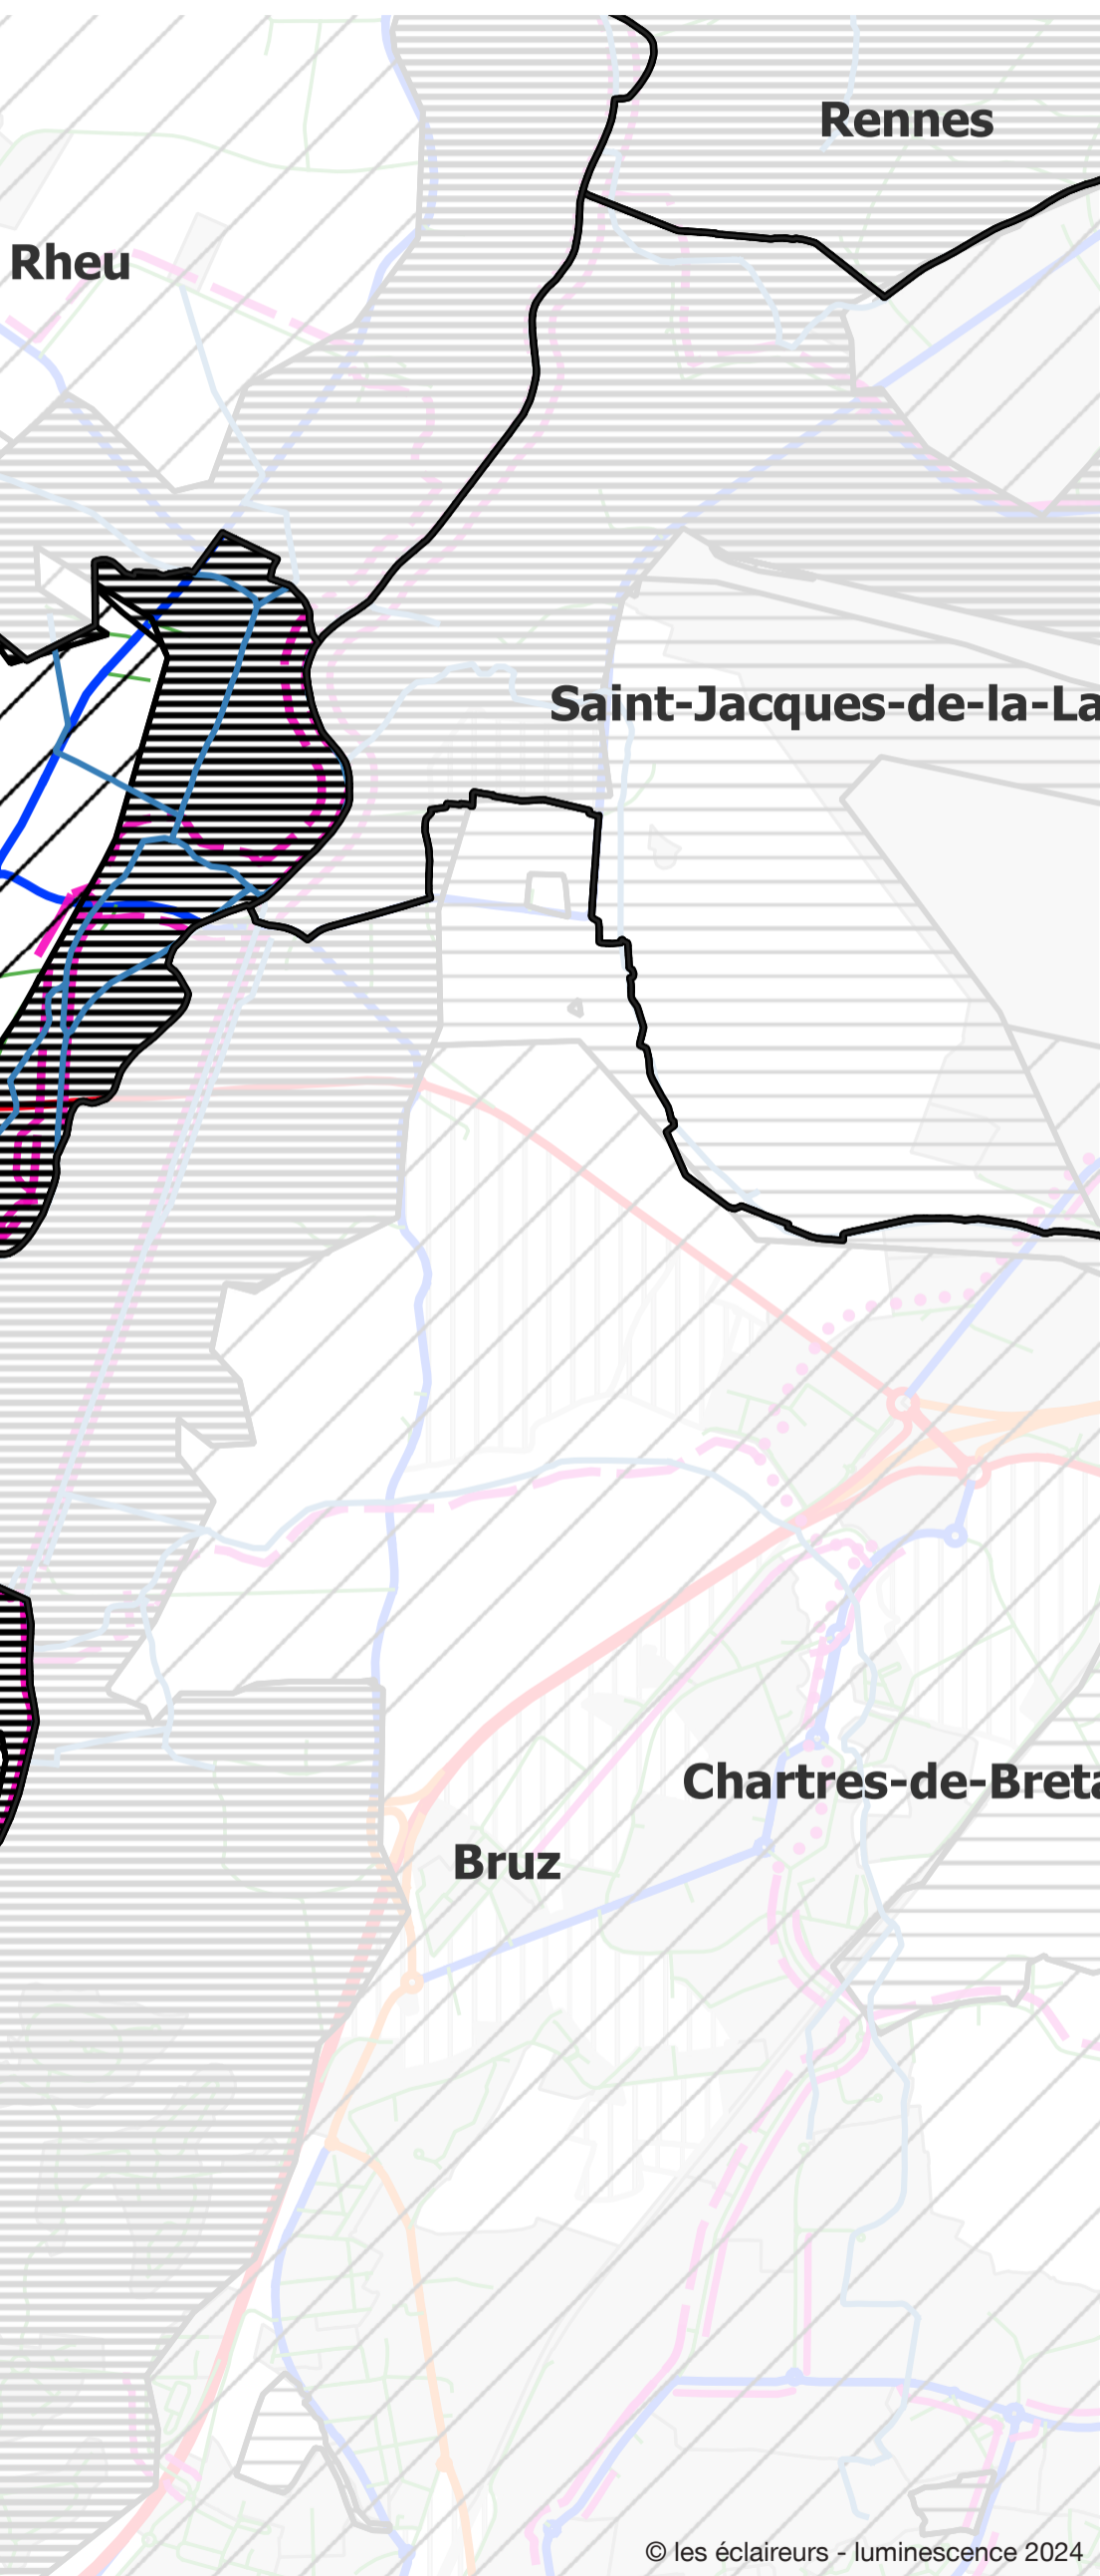 Rennes
Rheu
Saint-Jacques-de-la-La
Chartres-de-Breta
Bruz
© les éclaireurs - luminescence 2024